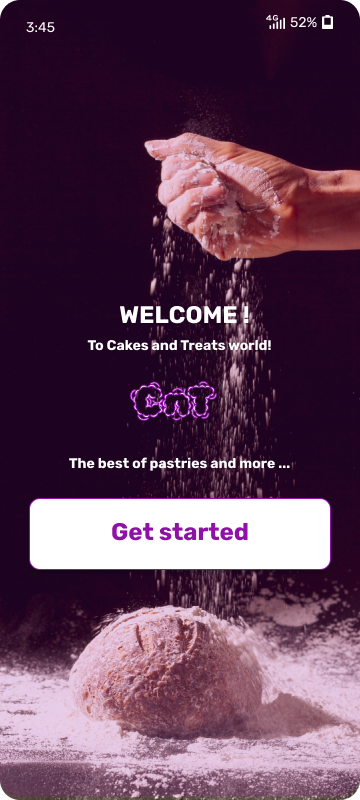 3:45
4G 52%
WELCOME !
To Cakes and Treats world!
CnT
The best of pastries and more ...
Get started